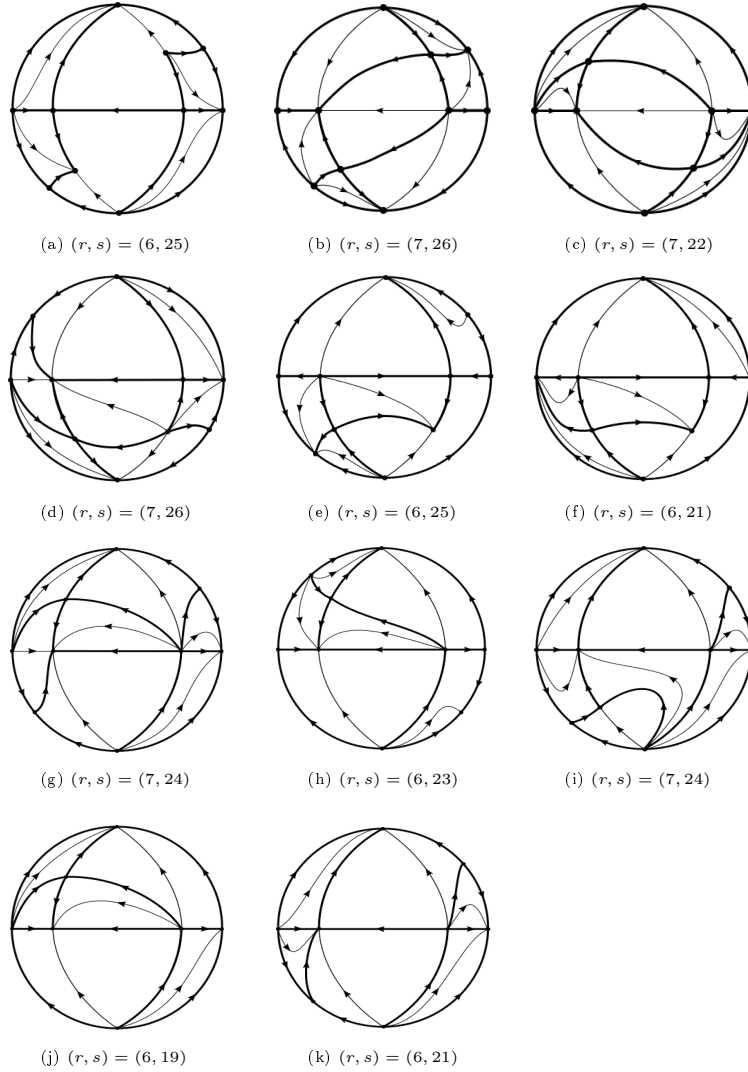 (a) (r, s) = (6, 25)
(b) (r, s) = (7, 26)
(c) (r, s) = (7, 22)
(d) (r, s) = (7, 26)
(e) (r, s) = (6, 25)
(f) (r, s) = (6, 21)
(g) (r, s) = (7, 24)
(h) (r, s) = (6, 23)
(i) (r, s) = (7, 24)
(j) (r, s) = (6, 19)
(k) (r, s) = (6, 21)